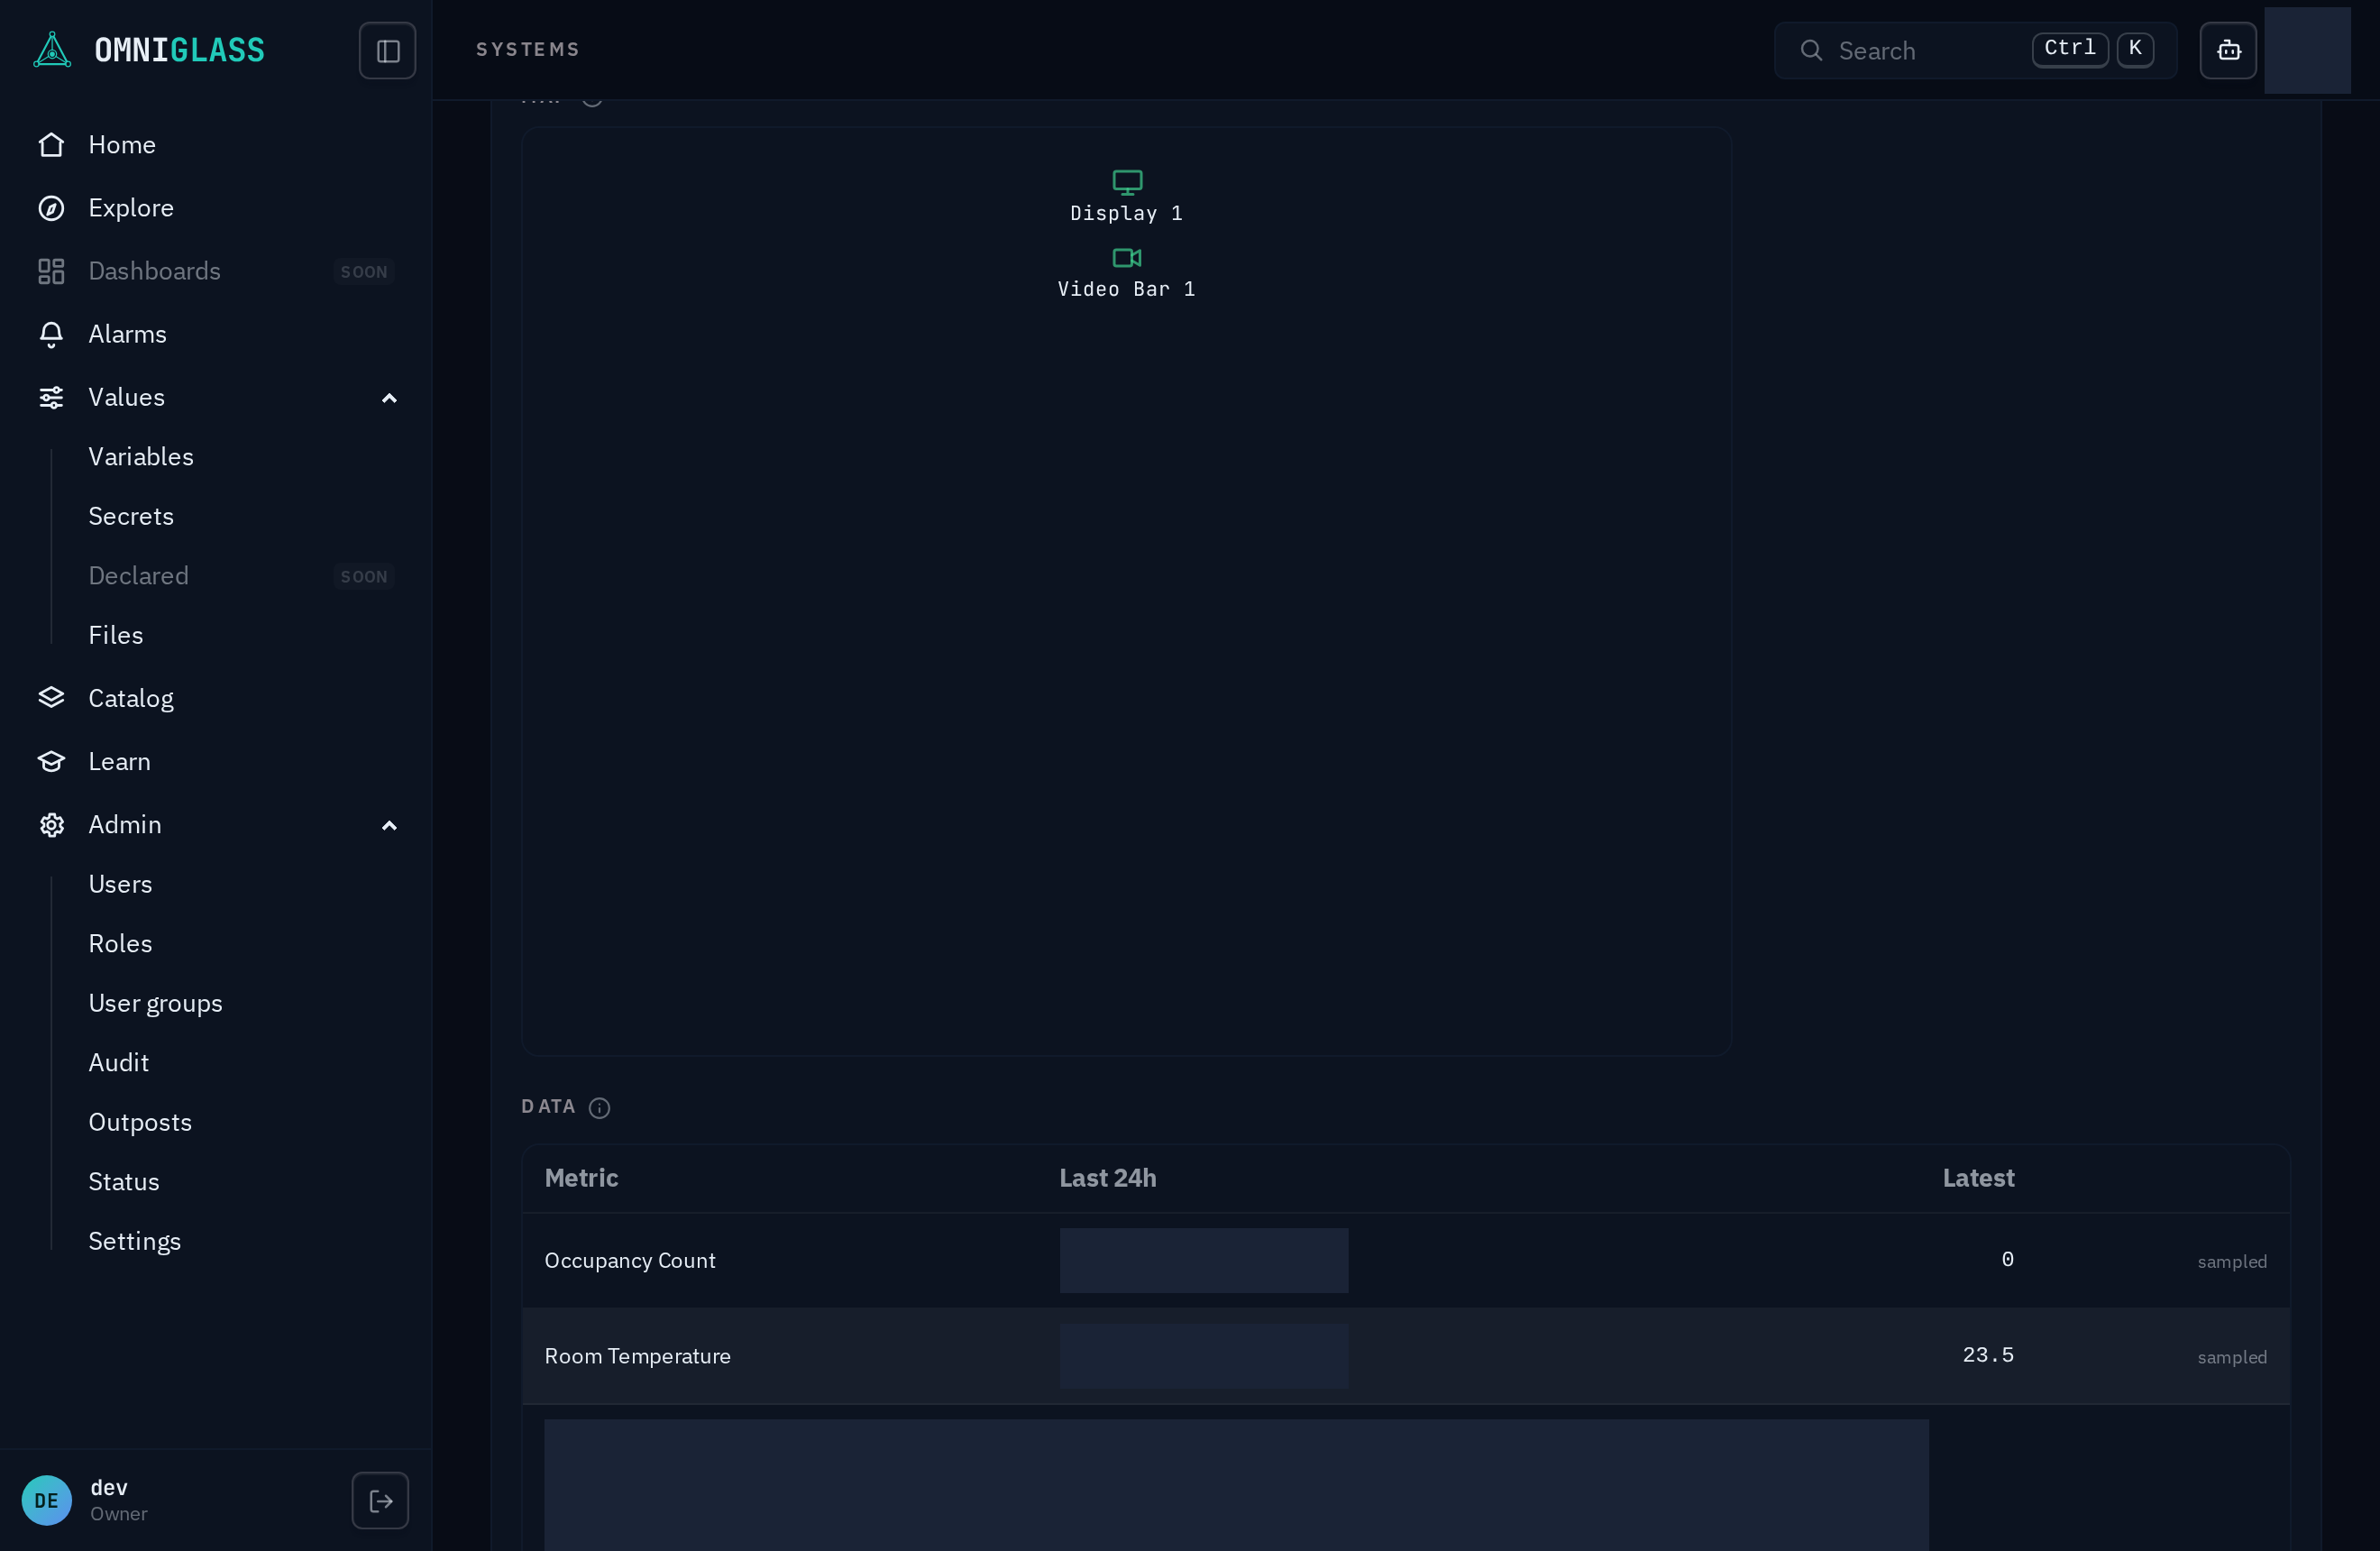 OMNIGLASS
Home
Explore
Dashboards SOON
Alarms
Values
Variables
Secrets
Declared SOON
Files
Catalog
Learn
Admin
Users
Roles
User groups
Audit
Outposts
Status
Settings
DE
dev
Owner
SYSTEMS
Search Ctrl K
Display 1
Video Bar 1
DATA
Metric Last 24h Latest
Occupancy Count 0 sampled
Room Temperature 23.5 sampled